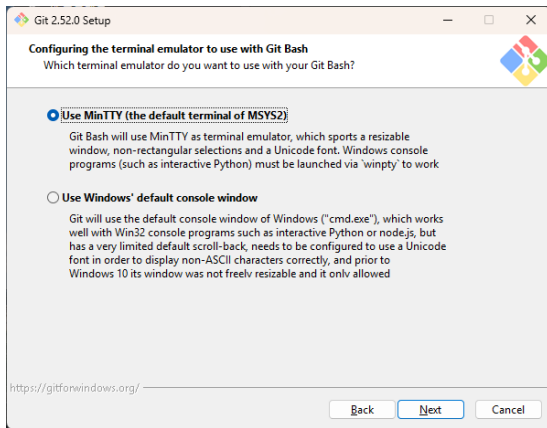 Git 2.52.0 Setup
Configuring the terminal emulator to use with Git Bash
Which terminal emulator do you want to use with your Git Bash?
Use MinTTY (the default terminal of MSYS2)
Git Bash will use MinTTY as terminal emulator, which sports a resizable
window, non-rectangular selections and a Unicode font. Windows console
programs (such as interactive Python) must be launched via `winpty` to work
Use Windows' default console window
Git will use the default console window of Windows ("cmd.exe"), which works
well with Win32 console programs such as interactive Python or node.js, but
has a very limited default scroll-back, needs to be configured to use a Unicode
font in order to display non-ASCII characters correctly, and prior to
Windows 10 its window was not freely resizable and it only allowed
https://gitforwindows.org/
Back Next Cancel